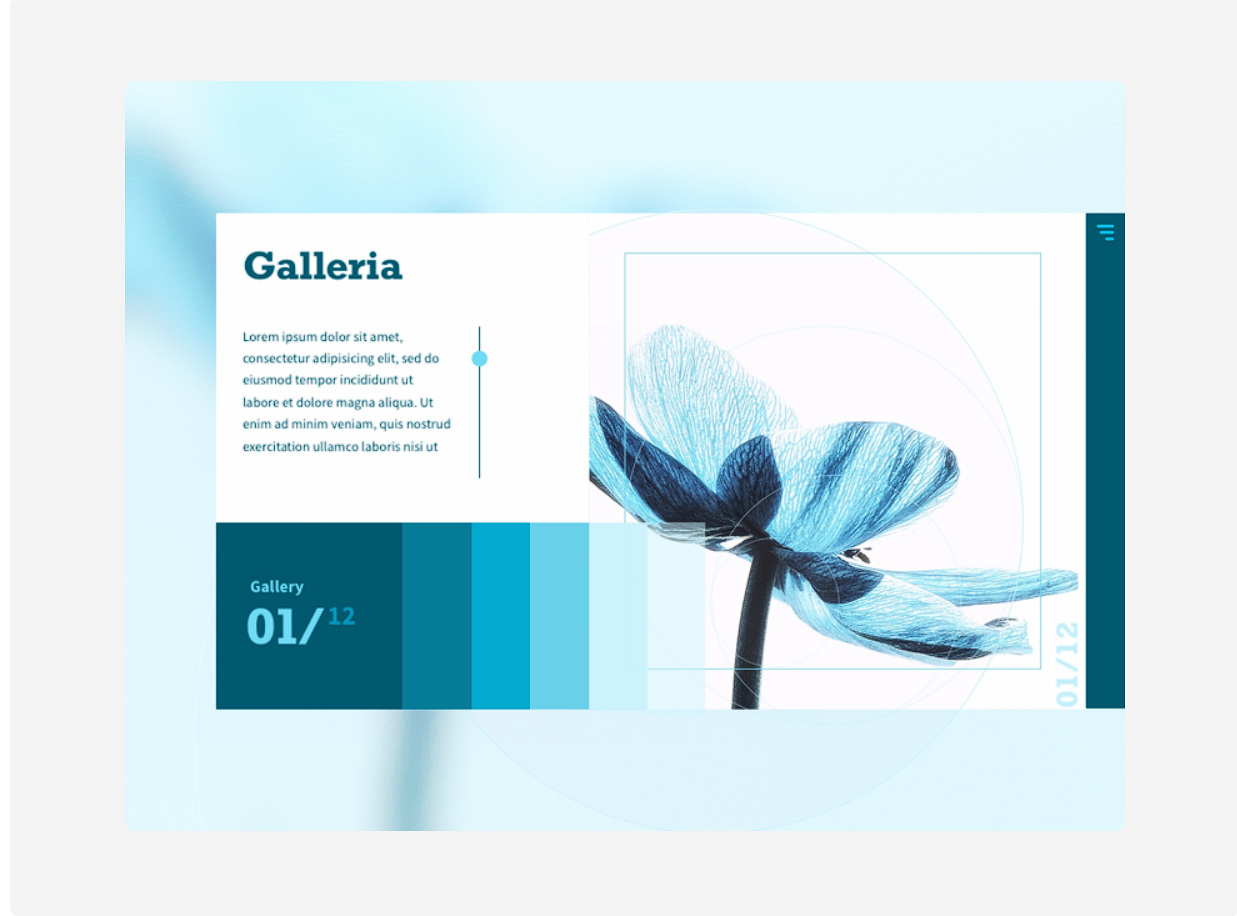 Galleria
Lorem ipsum dolor sit amet,
consectetur adipisicing elit, sed do
eiusmod tempor incididunt ut
labore et dolore magna aliqua. Ut
enim ad minim veniam, quis nostrud
exercitation ullamco laboris nisi ut
Gallery
01/12
01/12